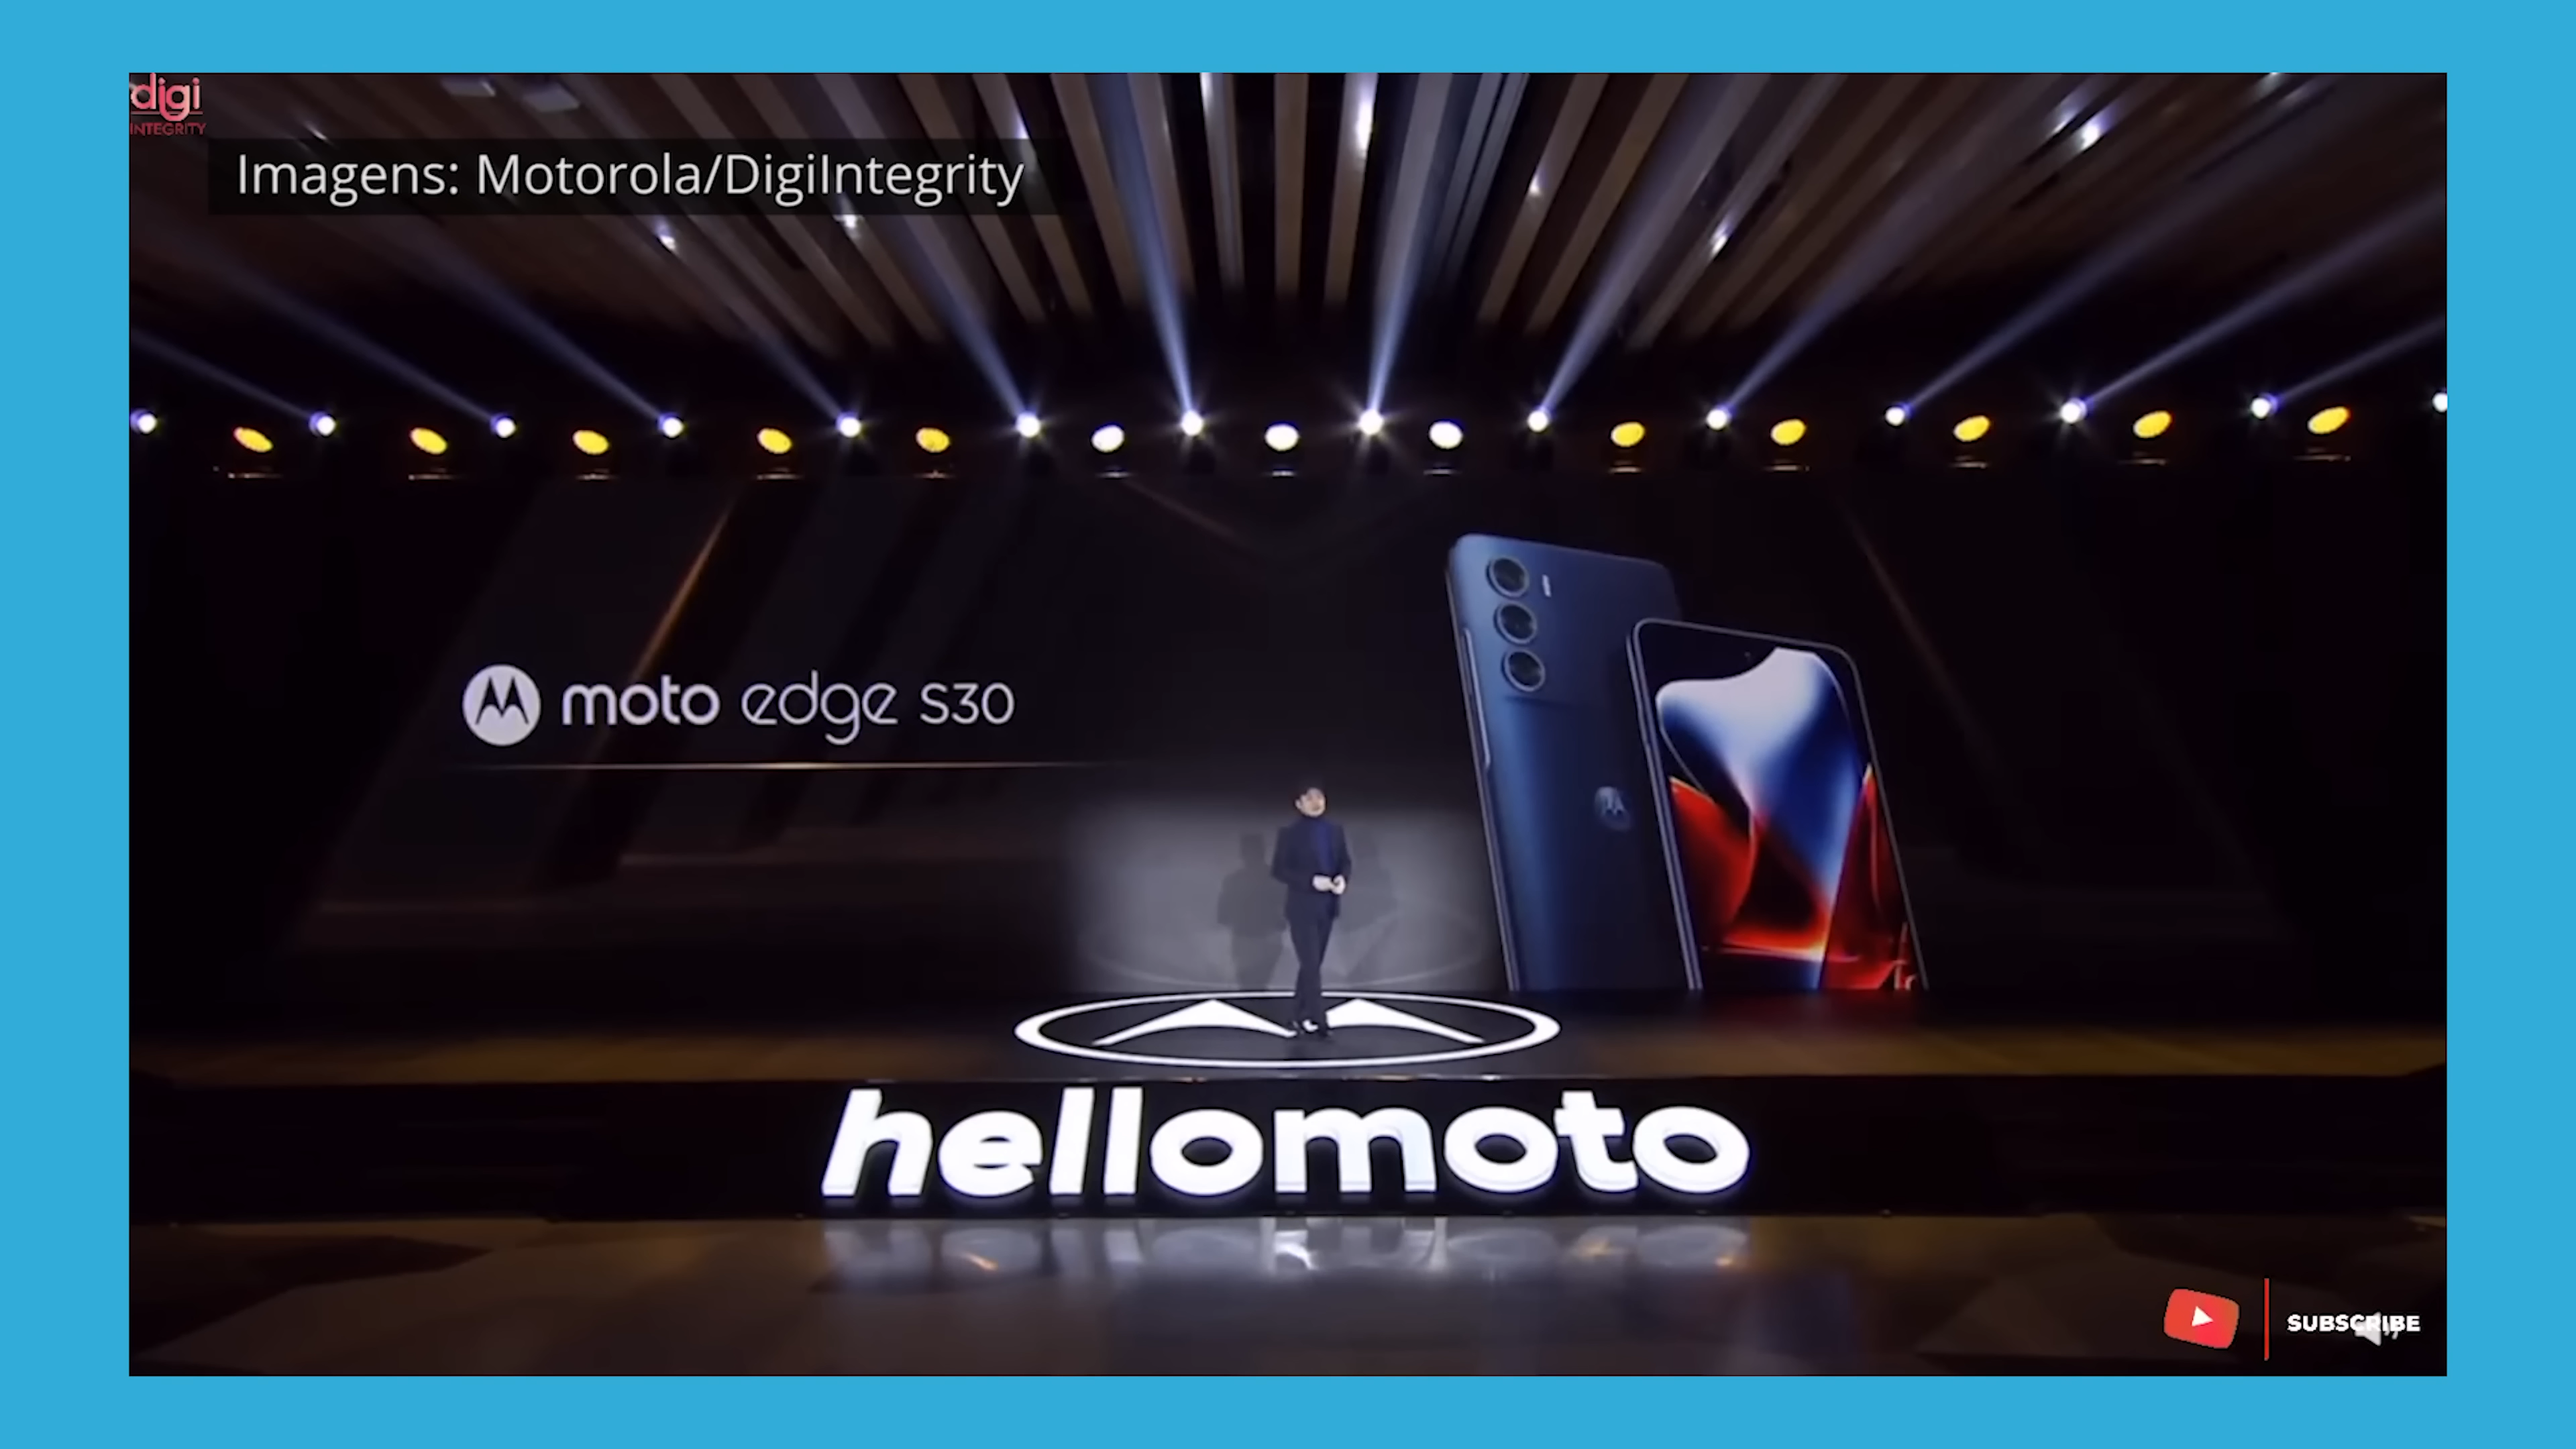 digi
INTEGRITY
Imagens: Motorola/DigiIntegrity
moto edge s30
hellomoto
SUBSCRIBE